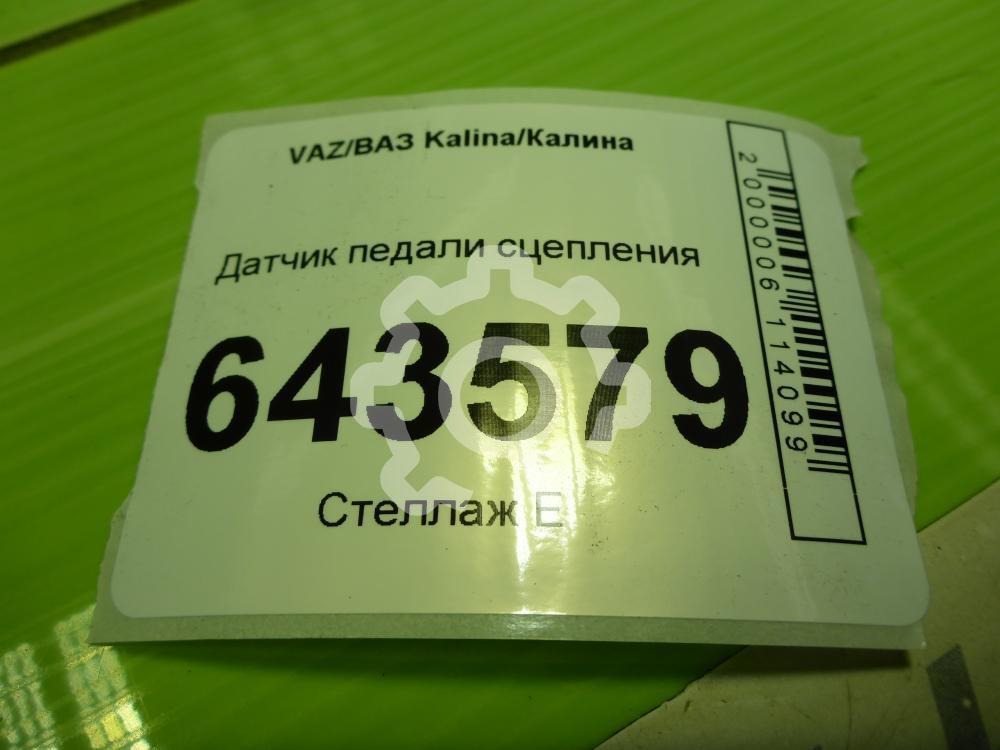 VAZ/ВАЗ Kalina/Калина
Датчик педали сцепления
643579
Стеллаж E
2000006114099